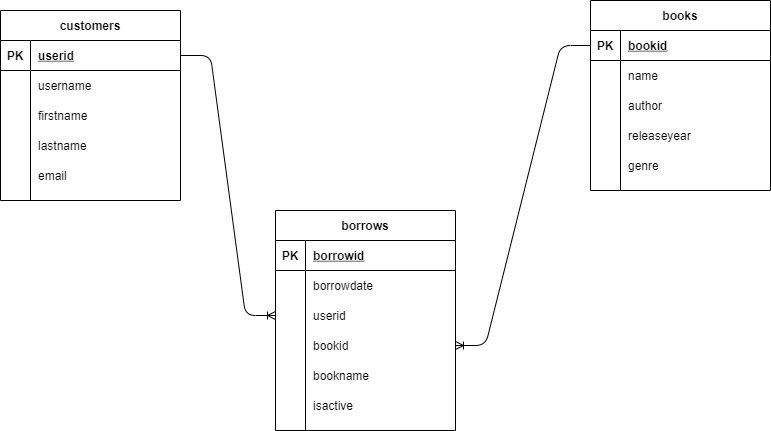 customers
PK userid
username
firstname
lastname
email
books
PK bookid
name
author
releaseyear
genre
borrows
PK borrowid
borrowdate
userid
bookid
bookname
isactive